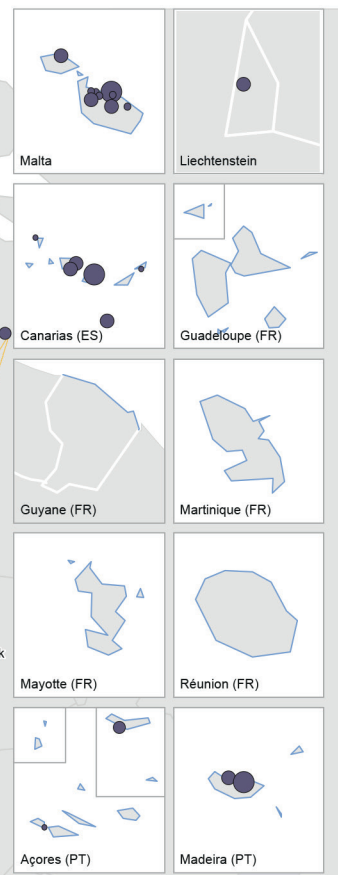 Malta
Liechtenstein
Canarias (ES)
Guadeloupe (FR)
Guyane (FR)
Martinique (FR)
k
Mayotte (FR)
Réunion (FR)
Açores (PT)
Madeira (PT)